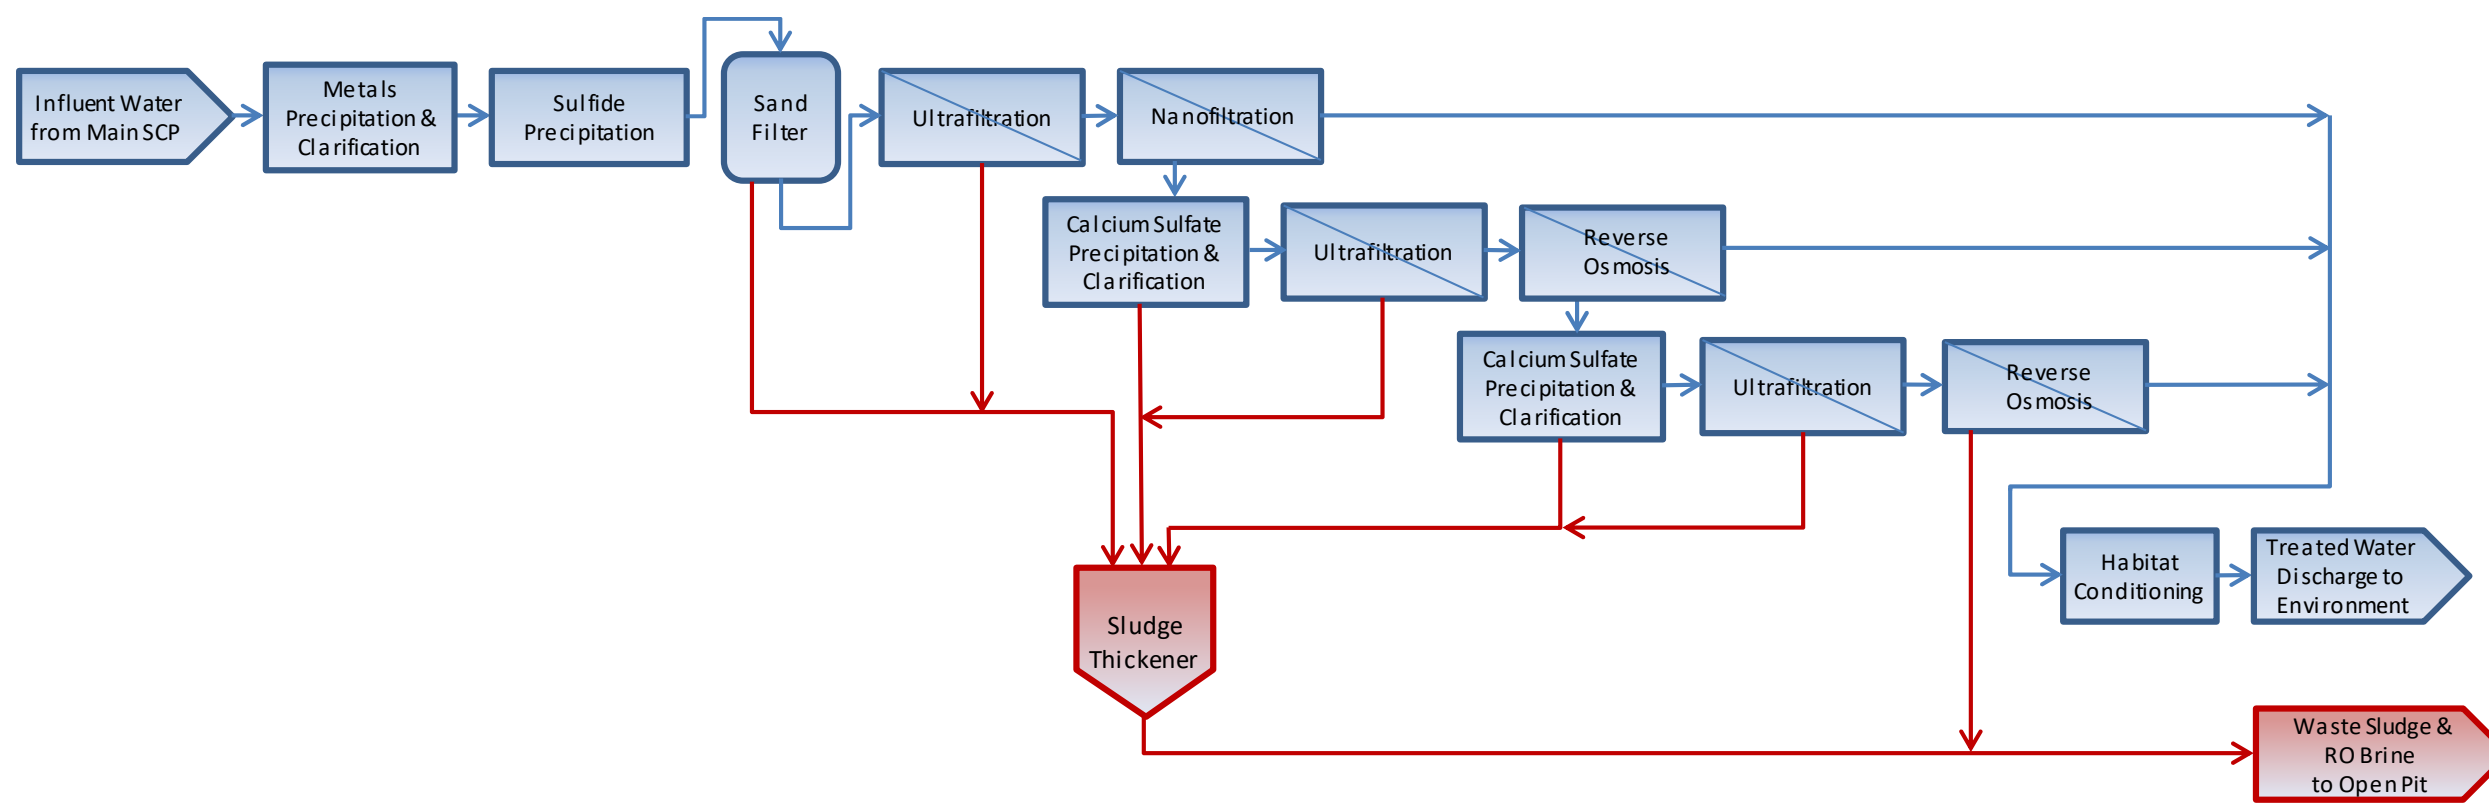 Influent Water
from Main SCP
Metals
Precipitation &
Clarification
Sulfide
Precipitation
Sand
Filter
Ultrafiltration
Nanofiltration
Calcium Sulfate
Precipitation &
Clarification
Ultrafiltration
Reverse
Osmosis
Calcium Sulfate
Precipitation &
Clarification
Ultrafiltration
Reverse
Osmosis
Habitat
Conditioning
Treated Water
Discharge to
Environment
Sludge
Thickener
Waste Sludge &
RO Brine
to Open Pit